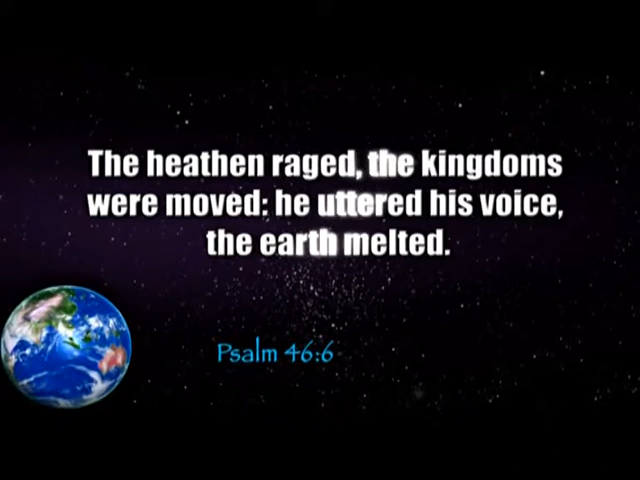 The heathen raged, the kingdoms
were moved: he uttered his voice,
the earth melted.
Psalm 46:6